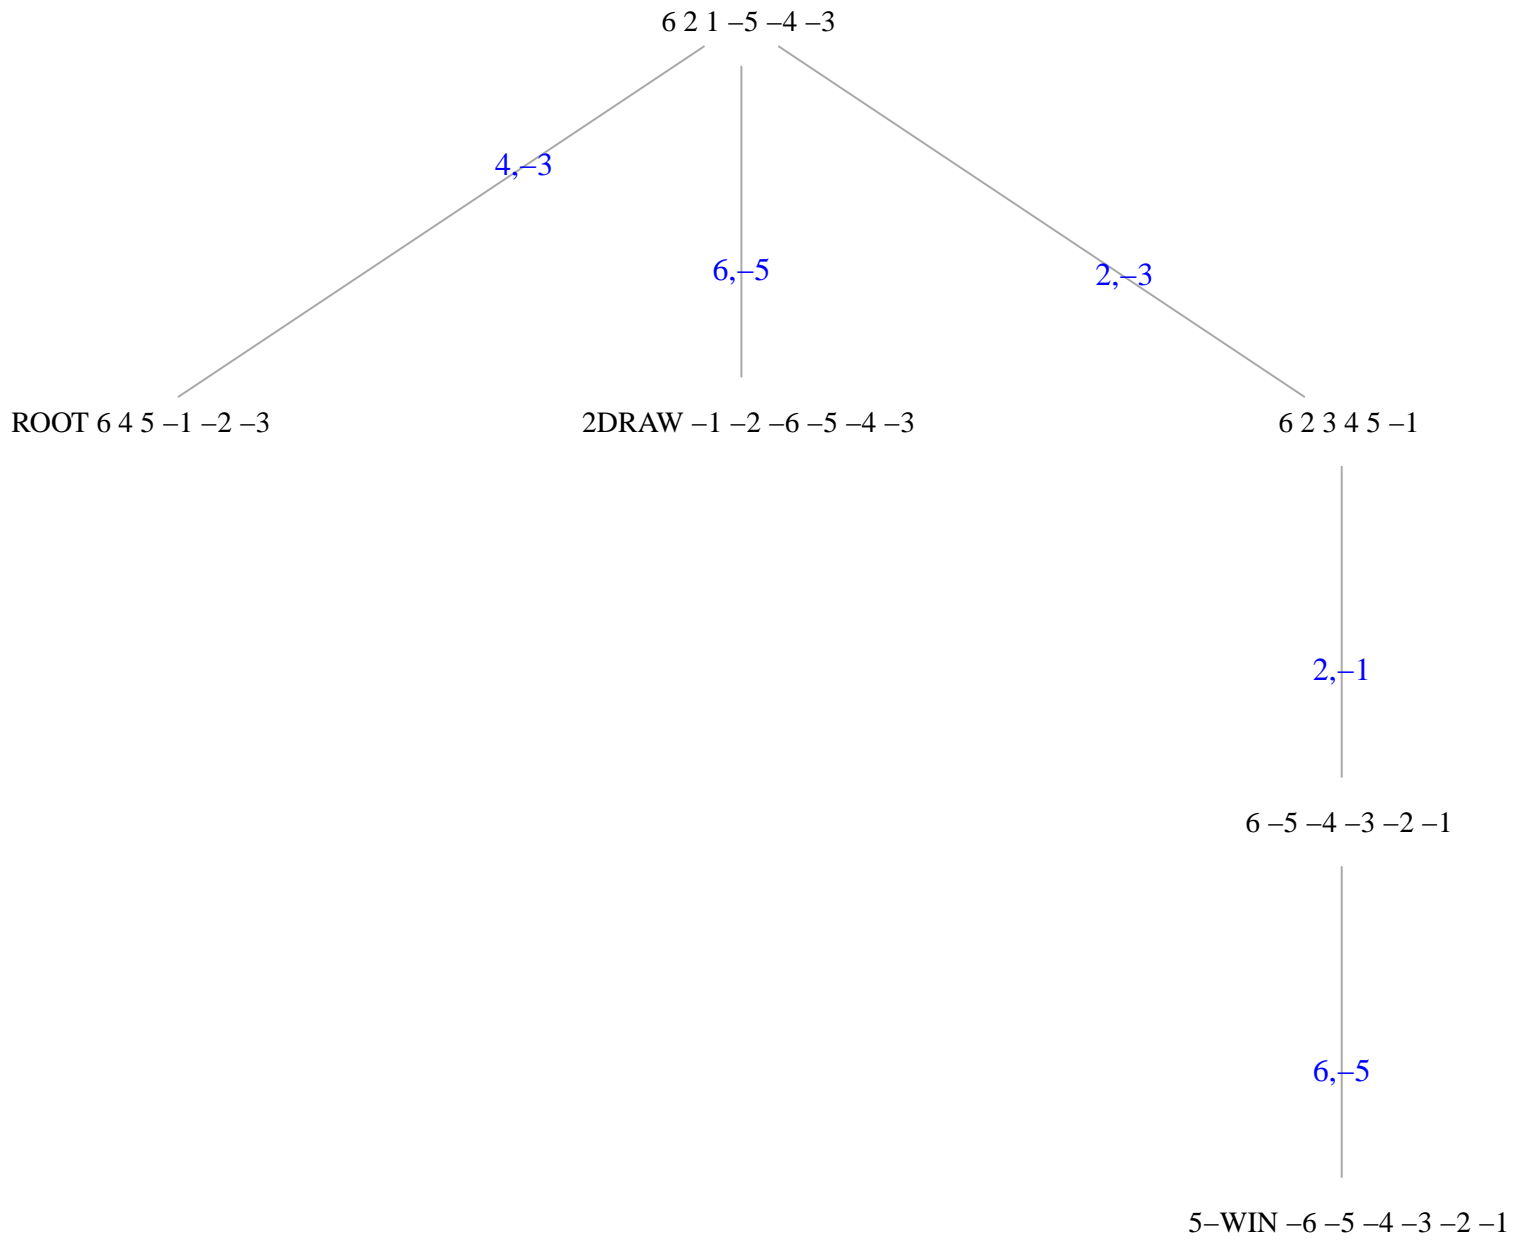 6 2 1 –5 –4 –3
4,–3
6,–5
2,–3
ROOT 6 4 5 –1 –2 –3
2DRAW –1 –2 –6 –5 –4 –3
6 2 3 4 5 –1
2,–1
6 –5 –4 –3 –2 –1
6,–5
5–WIN –6 –5 –4 –3 –2 –1